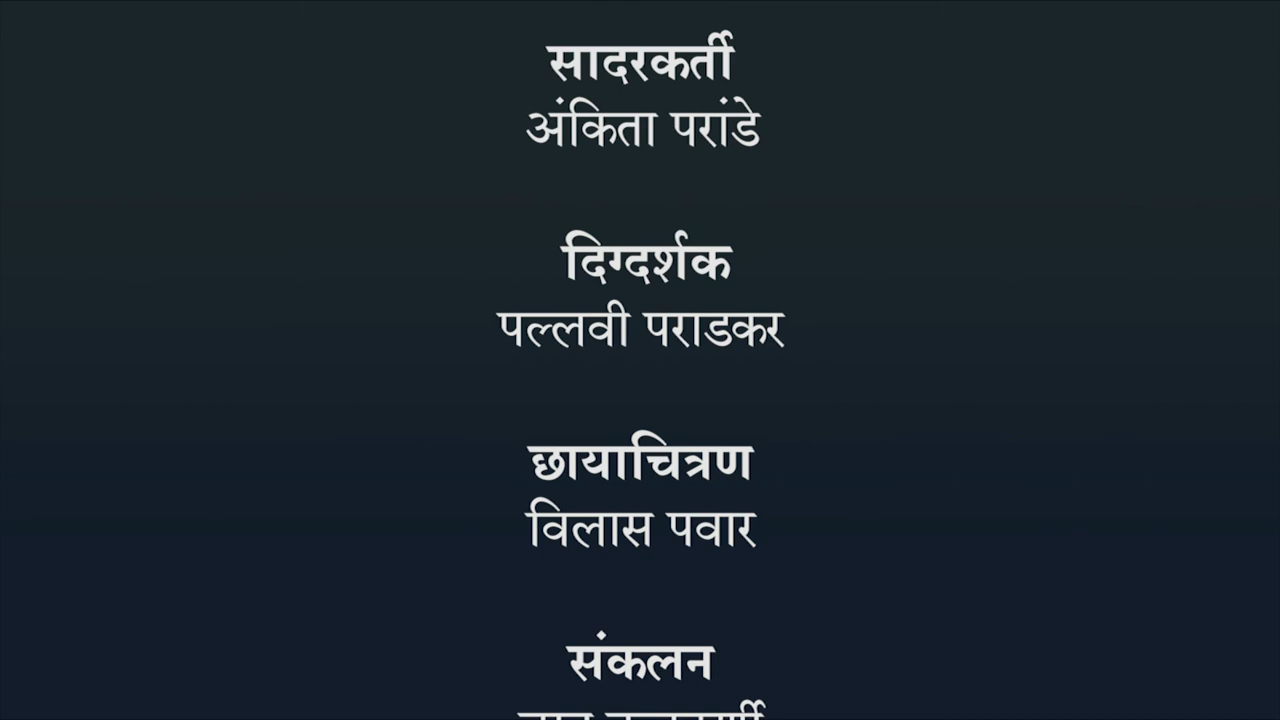 सादरकर्ती
अंकिता परांडे
दिग्दर्शक
पल्लवी पराडकर
छायाचित्रण
विलास पवार
संकलन